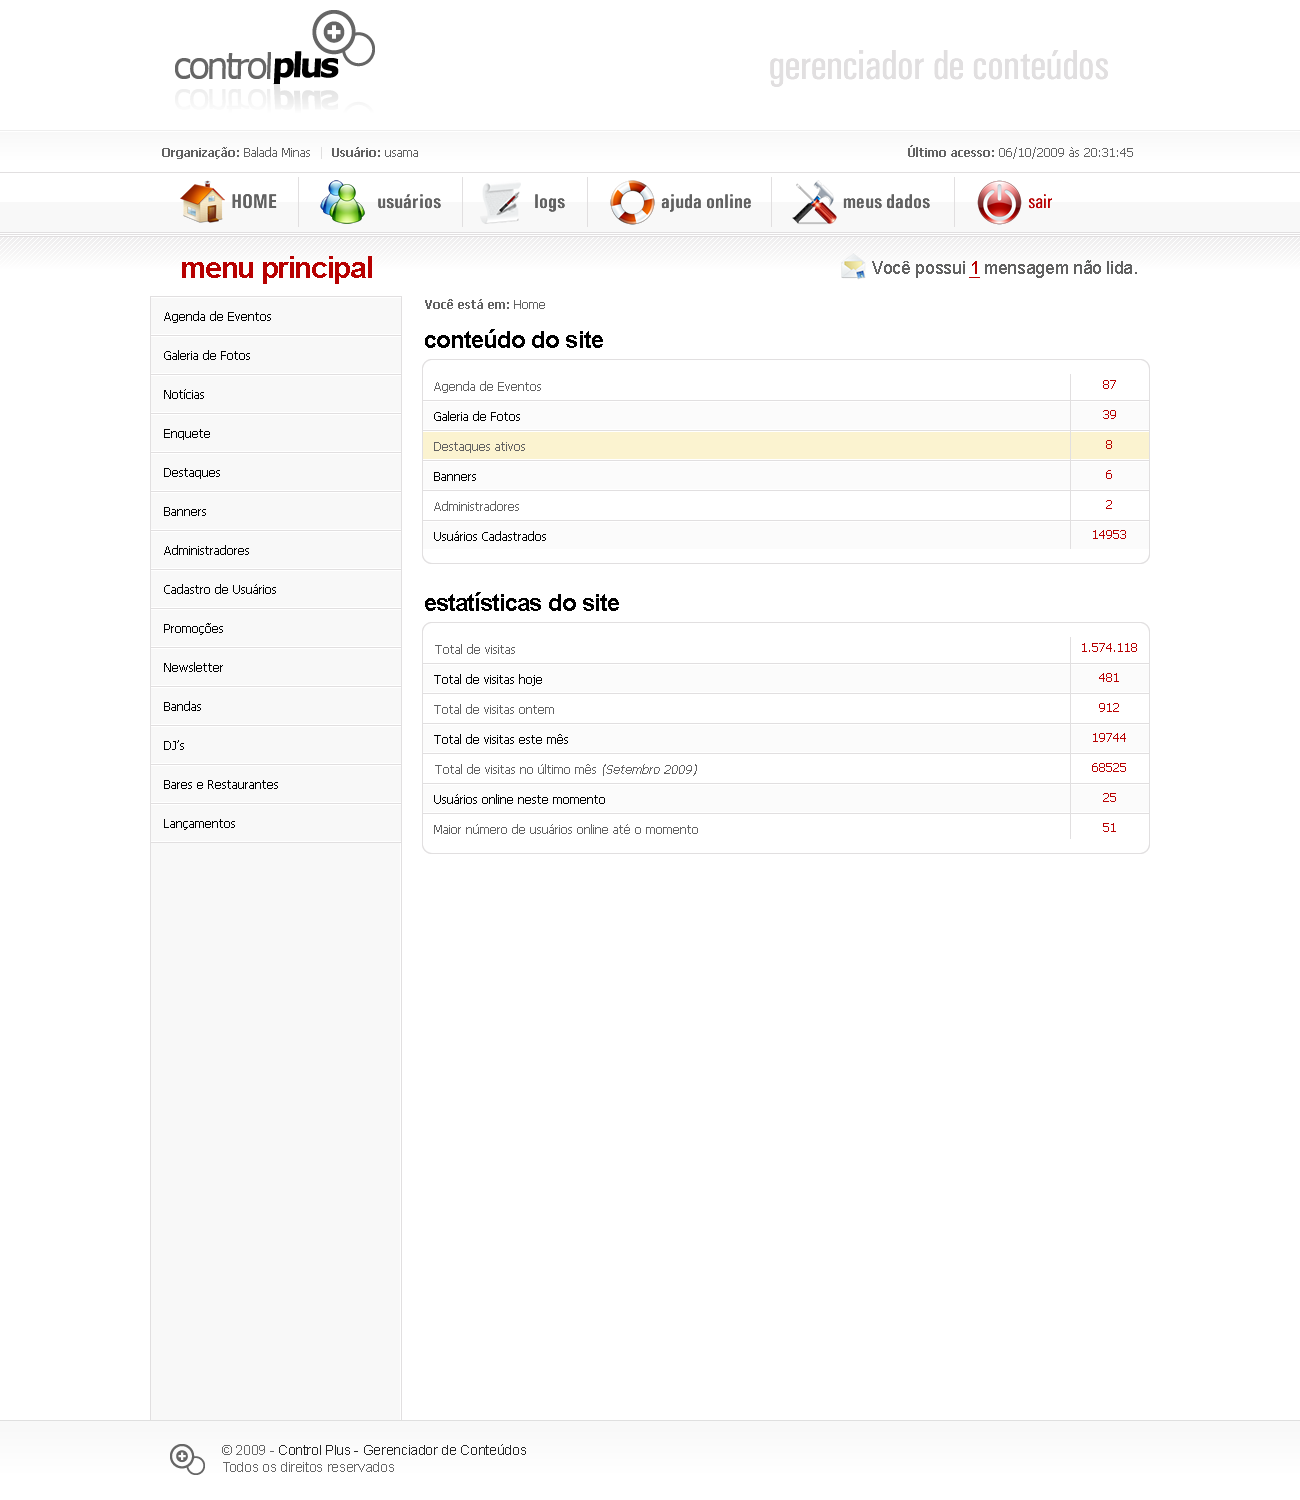 controlplus
gerenciador de conteúdos
Organização: Balada Minas Usuário: usama
Último acesso: 06/10/2009 às 20:31:45
HOME usuários logs ajuda online meus dados sair
menu principal
Você possui 1 mensagem não lida.
Agenda de Eventos
Galeria de Fotos
Notícias
Enquete
Destaques
Banners
Administradores
Cadastro de Usuários
Promoções
Newsletter
Bandas
DJ's
Bares e Restaurantes
Lançamentos
Você está em: Home
conteúdo do site
Agenda de Eventos 87
Galeria de Fotos 39
Destaques ativos 8
Banners 6
Administradores 2
Usuários Cadastrados 14953
estatísticas do site
Total de visitas 1.574.118
Total de visitas hoje 481
Total de visitas ontem 912
Total de visitas este mês 19744
Total de visitas no último mês (Setembro 2009) 68525
Usuários online neste momento 25
Maior número de usuários online até o momento 51
© 2009 - Control Plus - Gerenciador de Conteúdos
Todos os direitos reservados